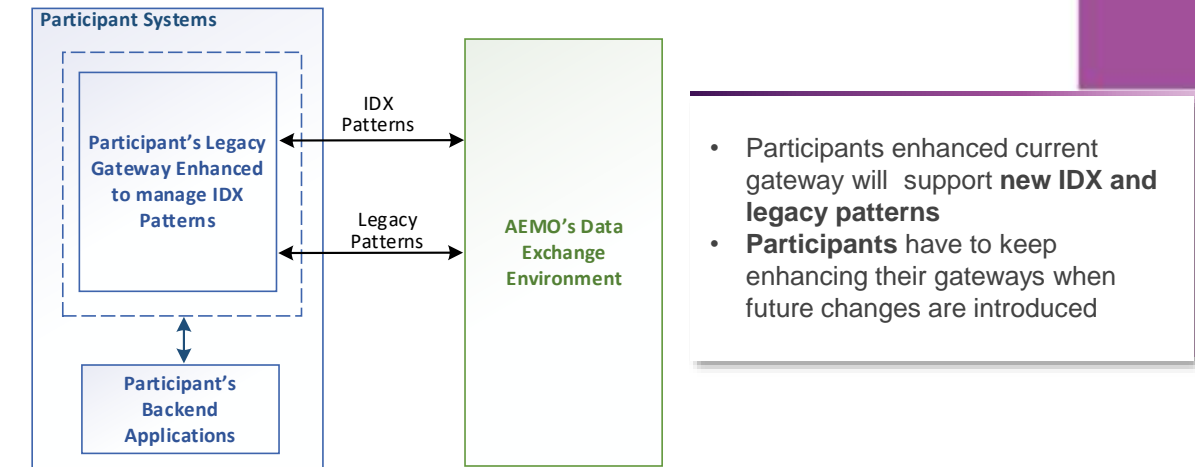 Participant Systems
Participant's Legacy
Gateway Enhanced
to manage IDX
Patterns
IDX
Patterns
Legacy
Patterns
Participant's
Backend
Applications
AEMO's Data
Exchange
Environment
• Participants enhanced current
gateway will support new IDX and
legacy patterns
• Participants have to keep
enhancing their gateways when
future changes are introduced